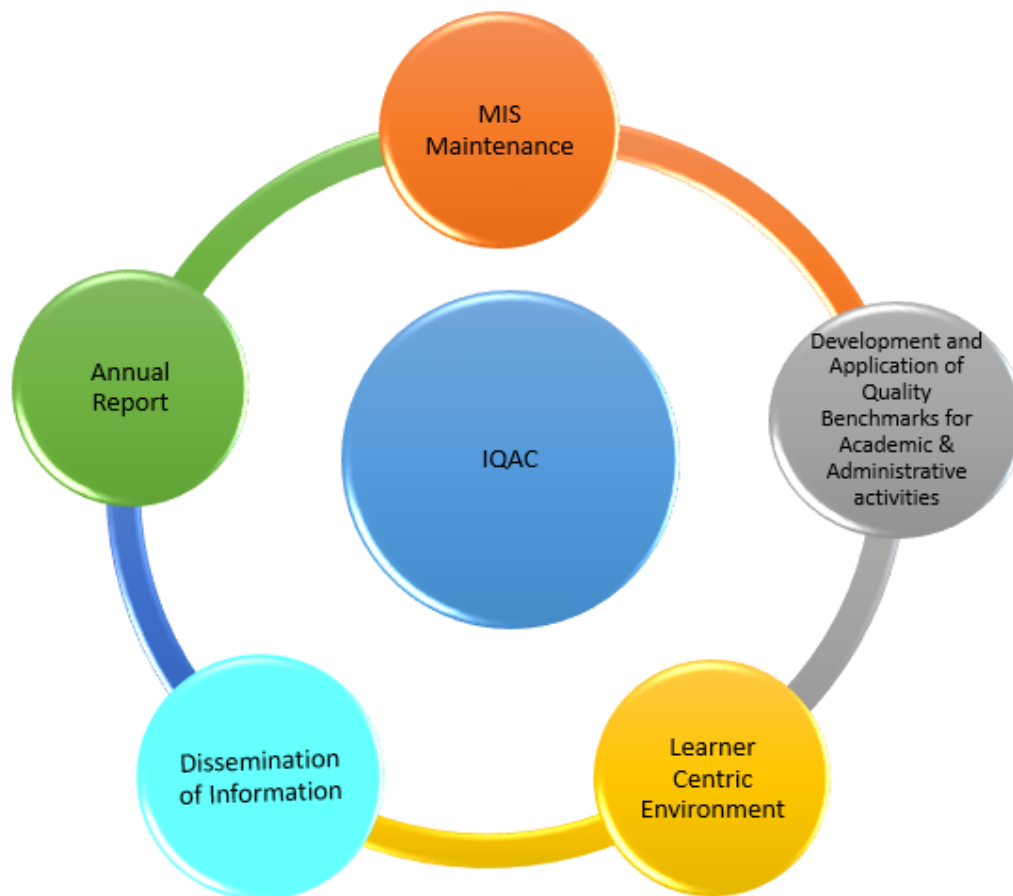 MIS
Maintenance
Development and
Application of
Quality
Benchmarks for
Academic &
Administrative
activities
Annual
Report
IQAC
Learner
Centric
Environment
Dissemination
of Information